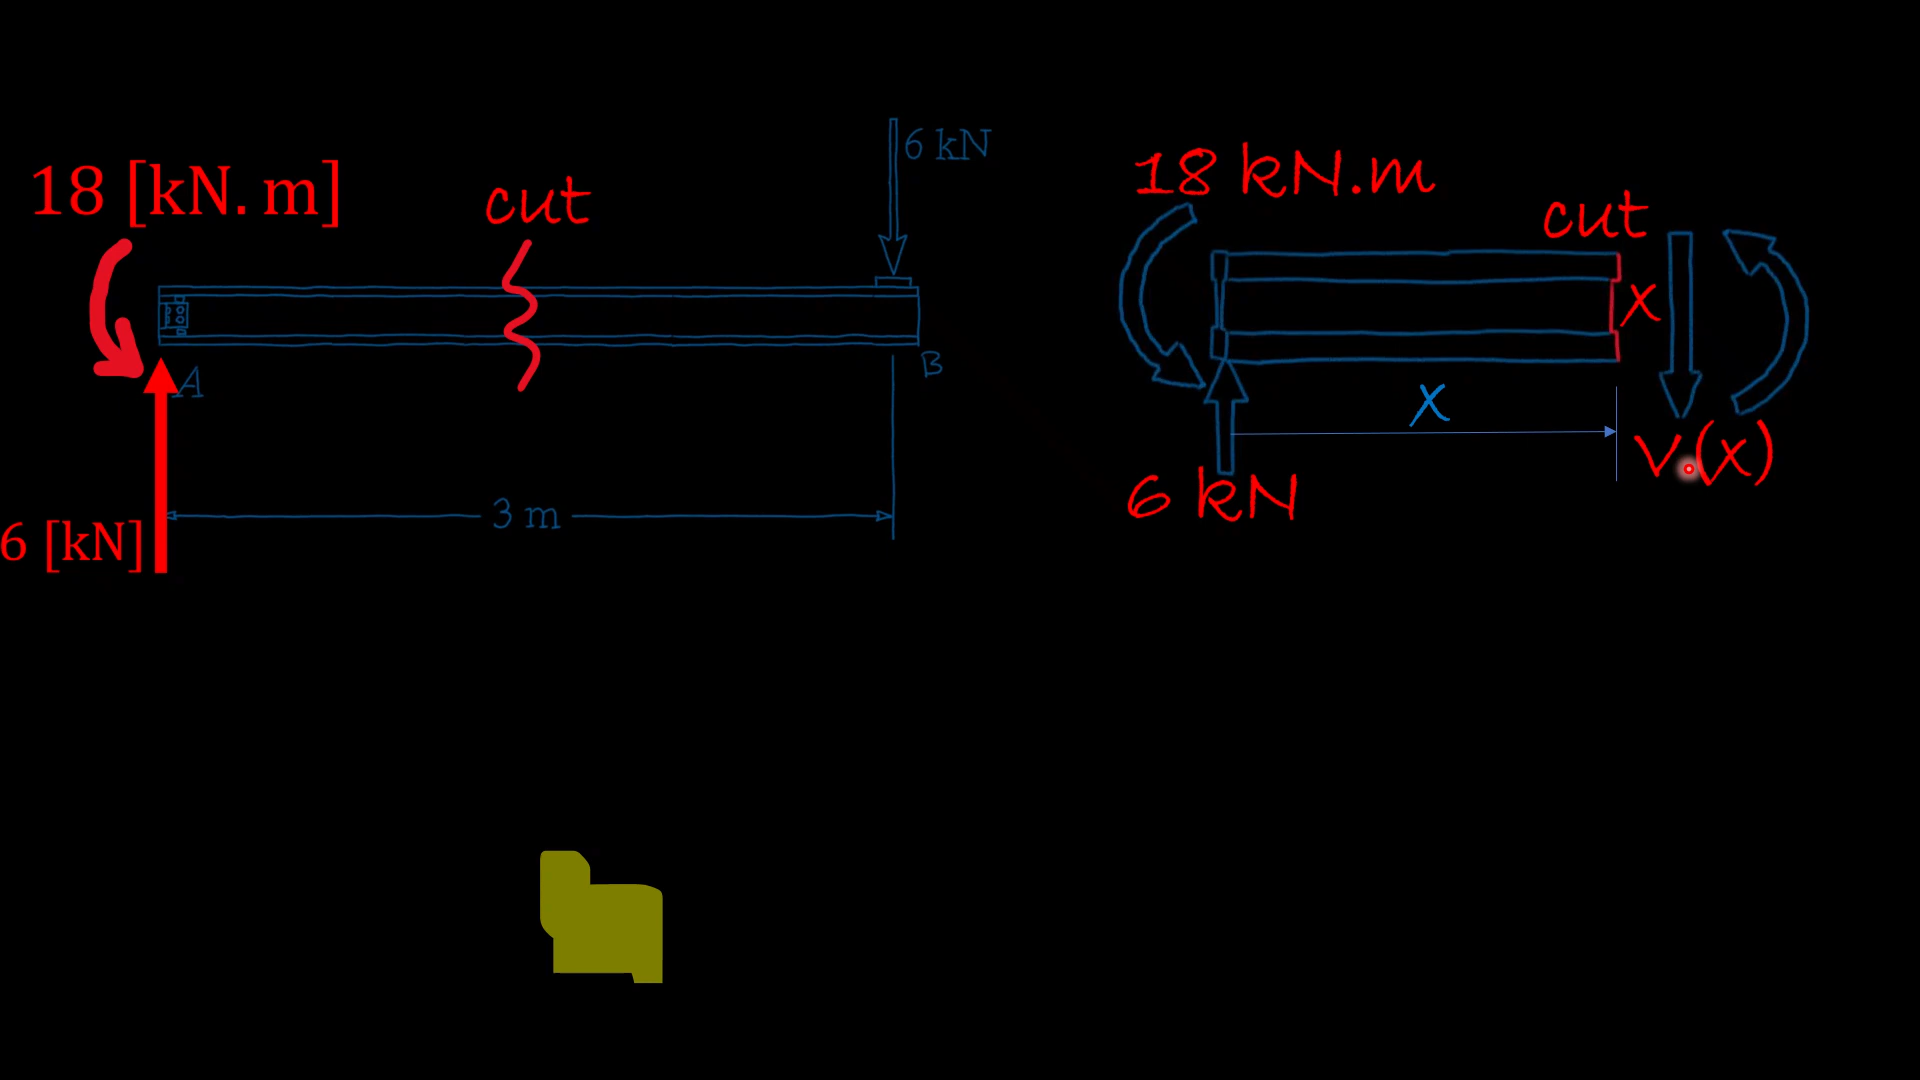 18 [kN. m]
cut
6 kN
A
B
3 m
6 [kN]
18 kN.m
cut
x
x
V(x)
6 kN